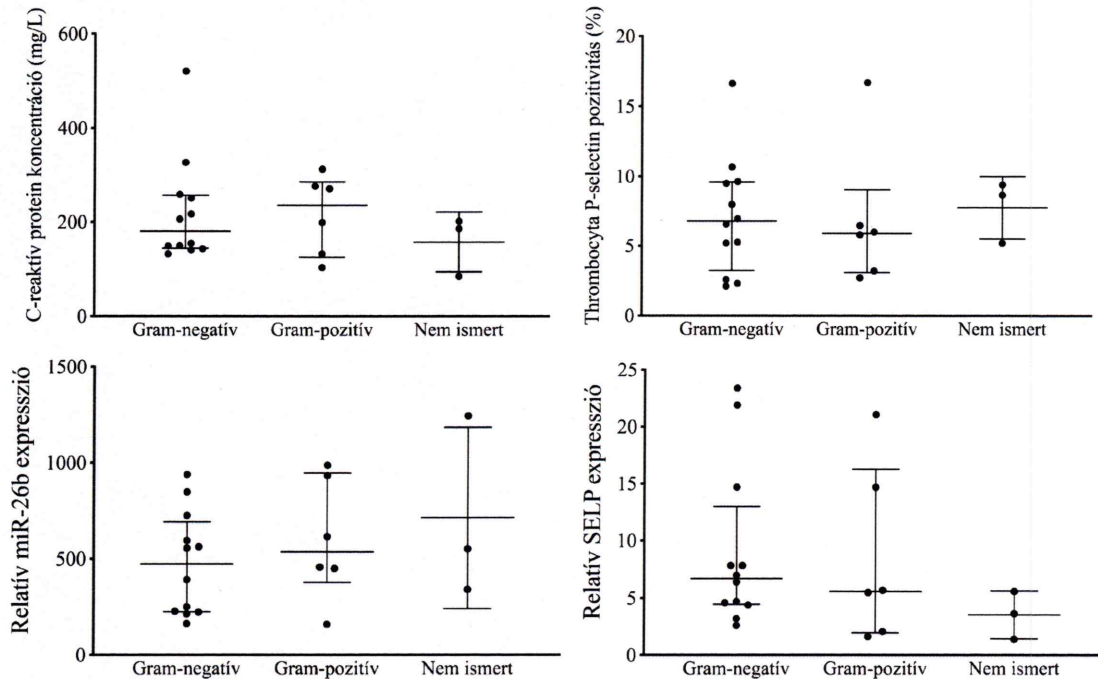 C-reaktív protein koncentráció (mg/L)
600
400
200
0
Gram-negatív Gram-pozitív Nem ismert
Thrombocyta P-selectin pozitivitás (%)
20
15
10
5
0
Gram-negatív Gram-pozitív Nem ismert
Relatív miR-26b expresszió
1500
1000
500
0
Gram-negatív Gram-pozitív Nem ismert
Relatív SELP expresszió
25
20
15
10
5
0
Gram-negatív Gram-pozitív Nem ismert